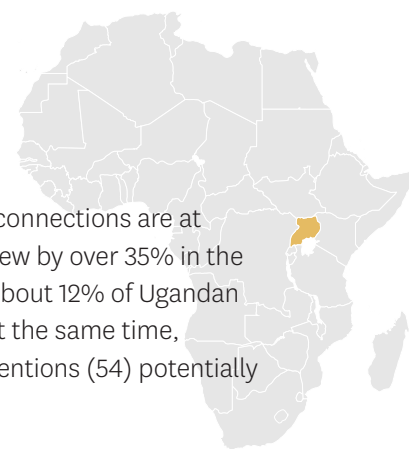 connections are at
ew by over 35% in the
bout 12% of Ugandan
t the same time,
entions (54) potentially